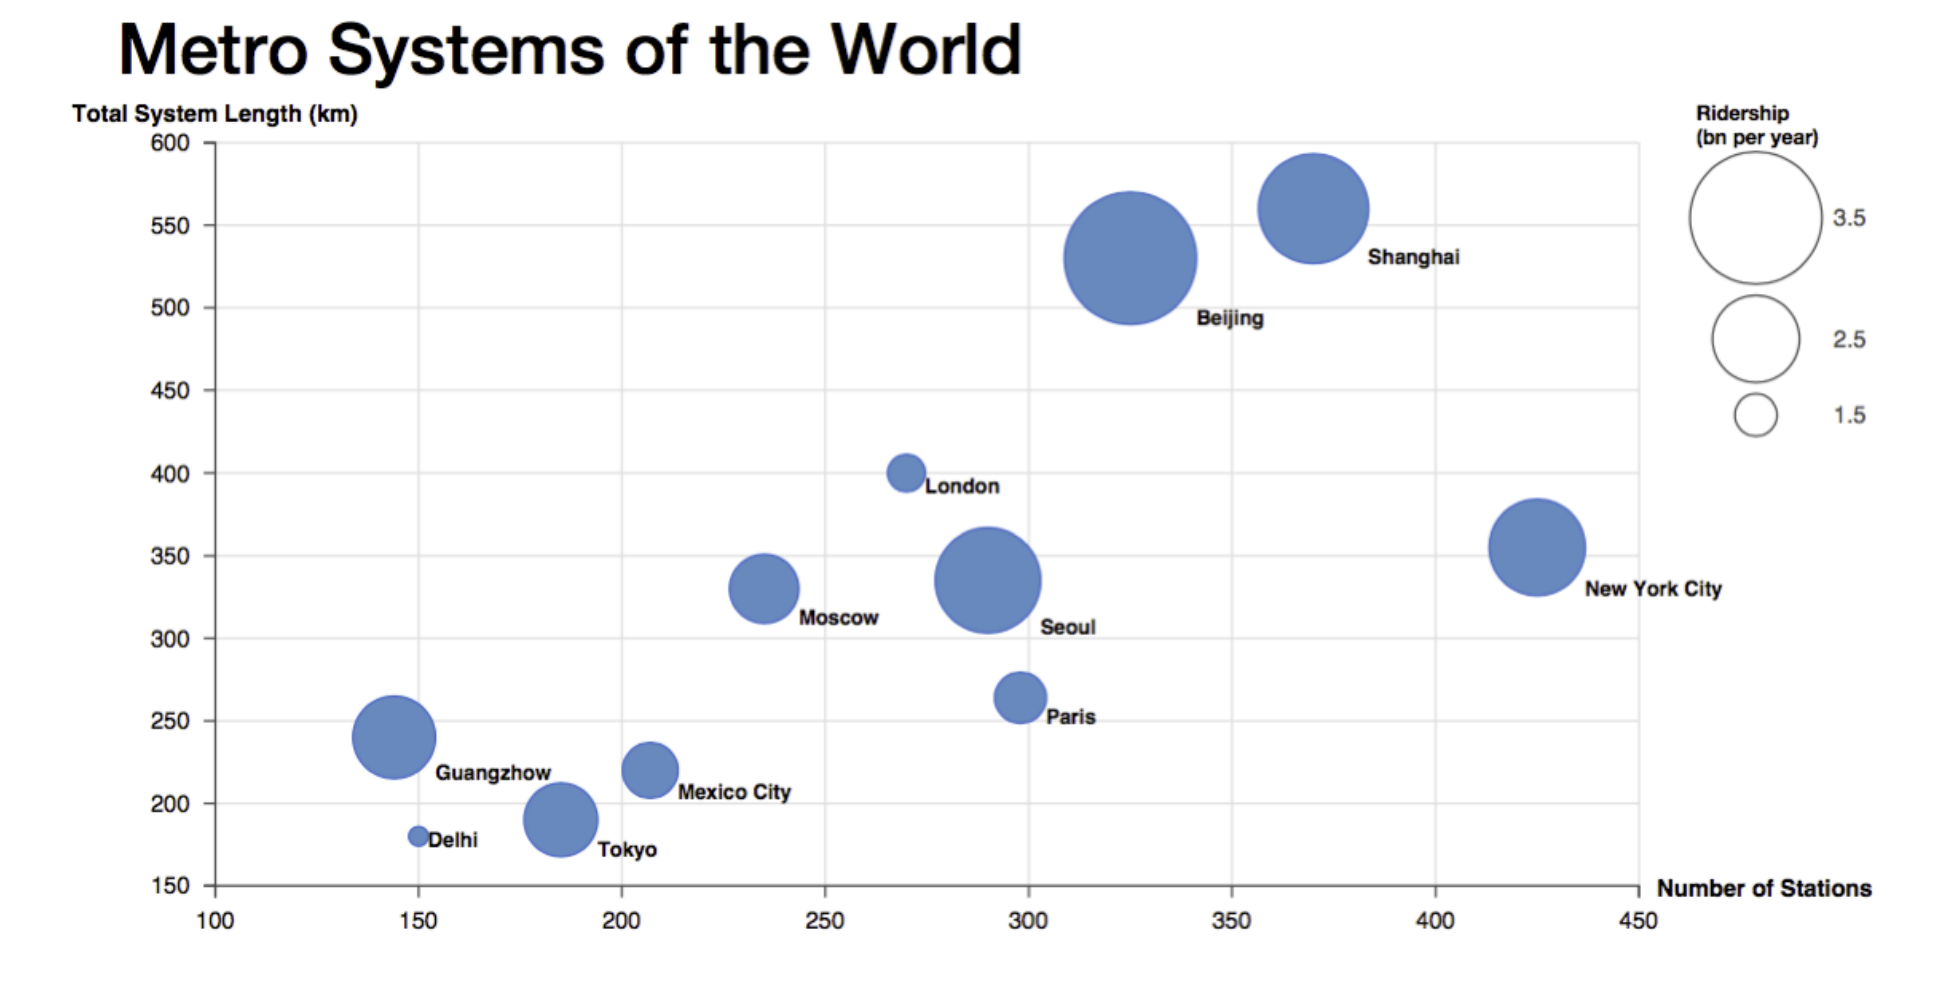 Metro Systems of the World
Total System Length (km)
Ridership
(bn per year)
600
550
500
450
400
350
300
250
200
150
3.5
2.5
1.5
Shanghai
Beijing
London
New York City
Moscow
Seoul
Paris
Guangzhow
Mexico City
Delhi
Tokyo
Number of Stations
100 150 200 250 300 350 400 450